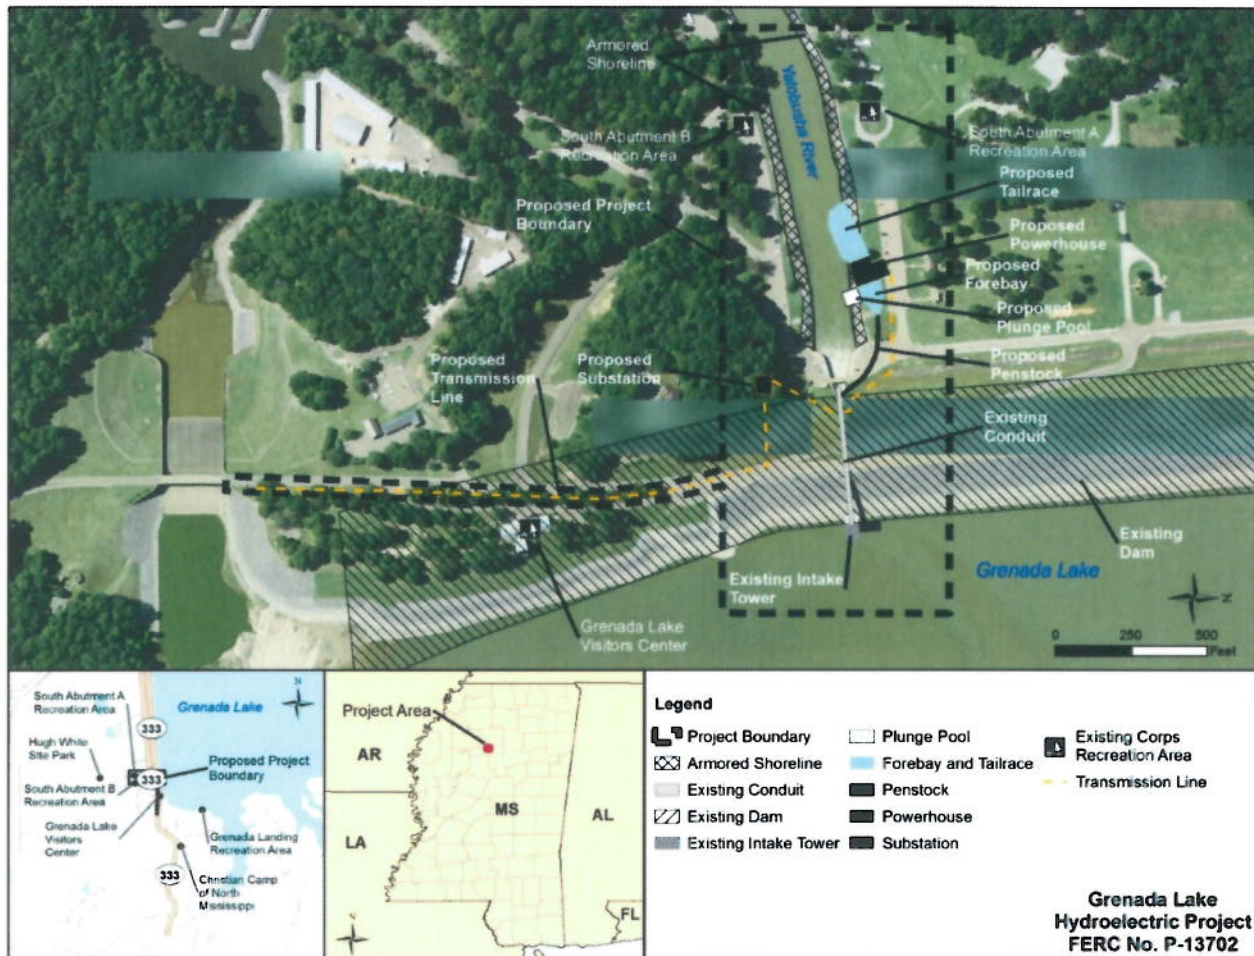 Armored
Shoreline
Yalobusha River
South Abutment B
Recreation Area
South Abutment A
Recreation Area
Proposed
Tailrace
Proposed Project
Boundary
Proposed
Powerhouse
Proposed
Forebay
Proposed
Plunge Pool
Proposed
Transmission
Line
Proposed
Substation
Proposed
Penstock
Existing
Conduit
Existing
Dam
Existing Intake
Tower
Grenada Lake
Grenada Lake
Visitors Center
N
0 250 500
Feet
South Abutment A
Recreation Area
Grenada Lake
N
333
Hugh White
Stte Park
Proposed Project
Boundary
333
South Abutment B
Recreation Area
Grenada Lake
Visitors
Center
Grenada Landing
Recreation Area
333
Christian Camp
of North
Mississippi
Project Area
AR
MS
AL
LA
FL
N
Legend
Project Boundary
Armored Shoreline
Existing Conduit
Existing Dam
Existing Intake Tower
Plunge Pool
Forebay and Tailrace
Penstock
Powerhouse
Substation
Existing Corps
Recreation Area
Transmission Line
Grenada Lake
Hydroelectric Project
FERC No. P-13702